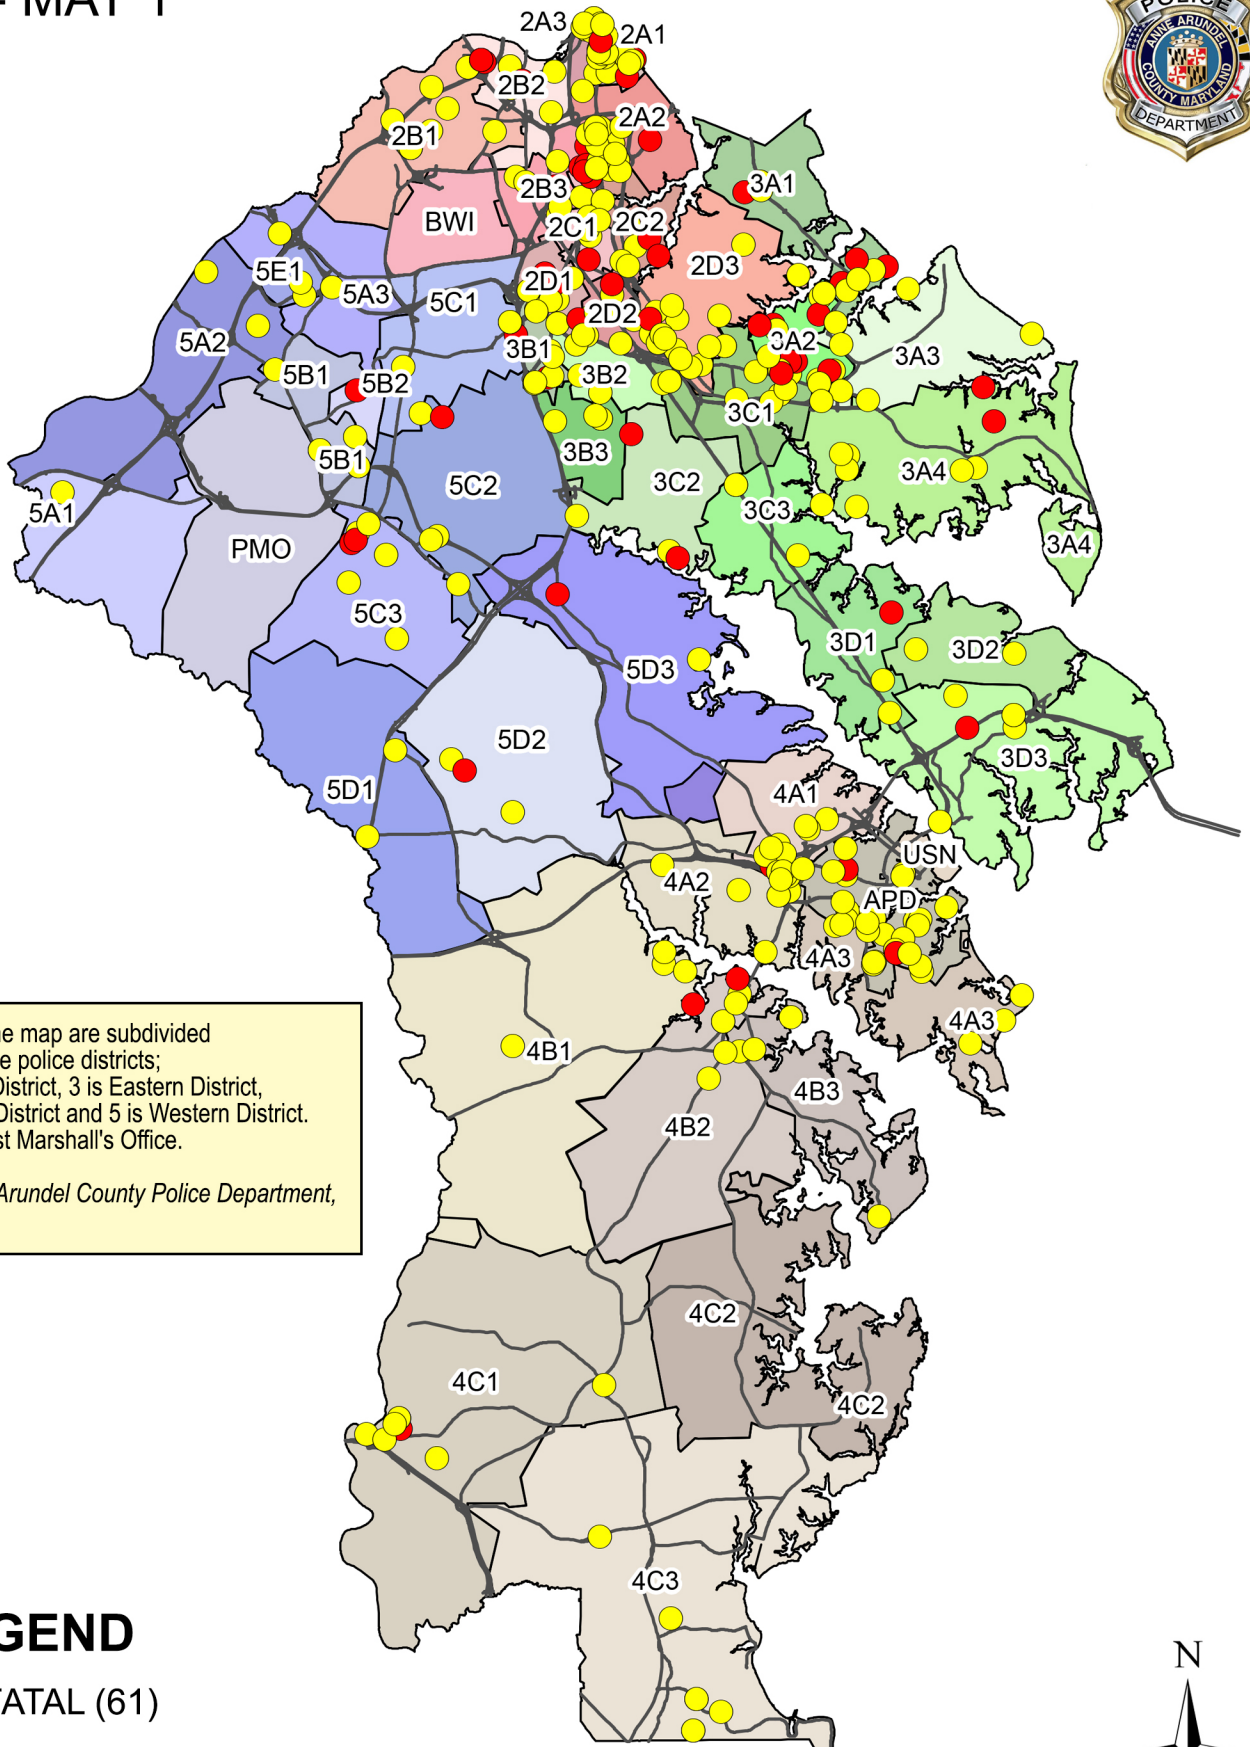 MAY 1
POLICE
ANNE ARUNDEL
COUNTY MARYLAND
DEPARTMENT
2A3
2A1
2B2
2A2
2B1
2B3
3A1
BWI
2C1
2C2
2D3
5E1
2D1
5A3
5C1
2D2
5A2
3B1
3A2
3A3
5B1
5B2
3B2
3C1
3B3
5B1
5C2
3C2
3A4
5A1
3C3
PMO
3A4
5C3
3D1
3D2
5D3
5D2
3D3
5D1
4A1
USN
4A2
APD
4A3
4A3
4B1
4B3
4B2
4C2
4C1
4C2
4C3
map are subdivided
police districts;
District, 3 is Eastern District,
District and 5 is Western District.
Marshall's Office.
Arundel County Police Department,
GEND
FATAL (61)
N